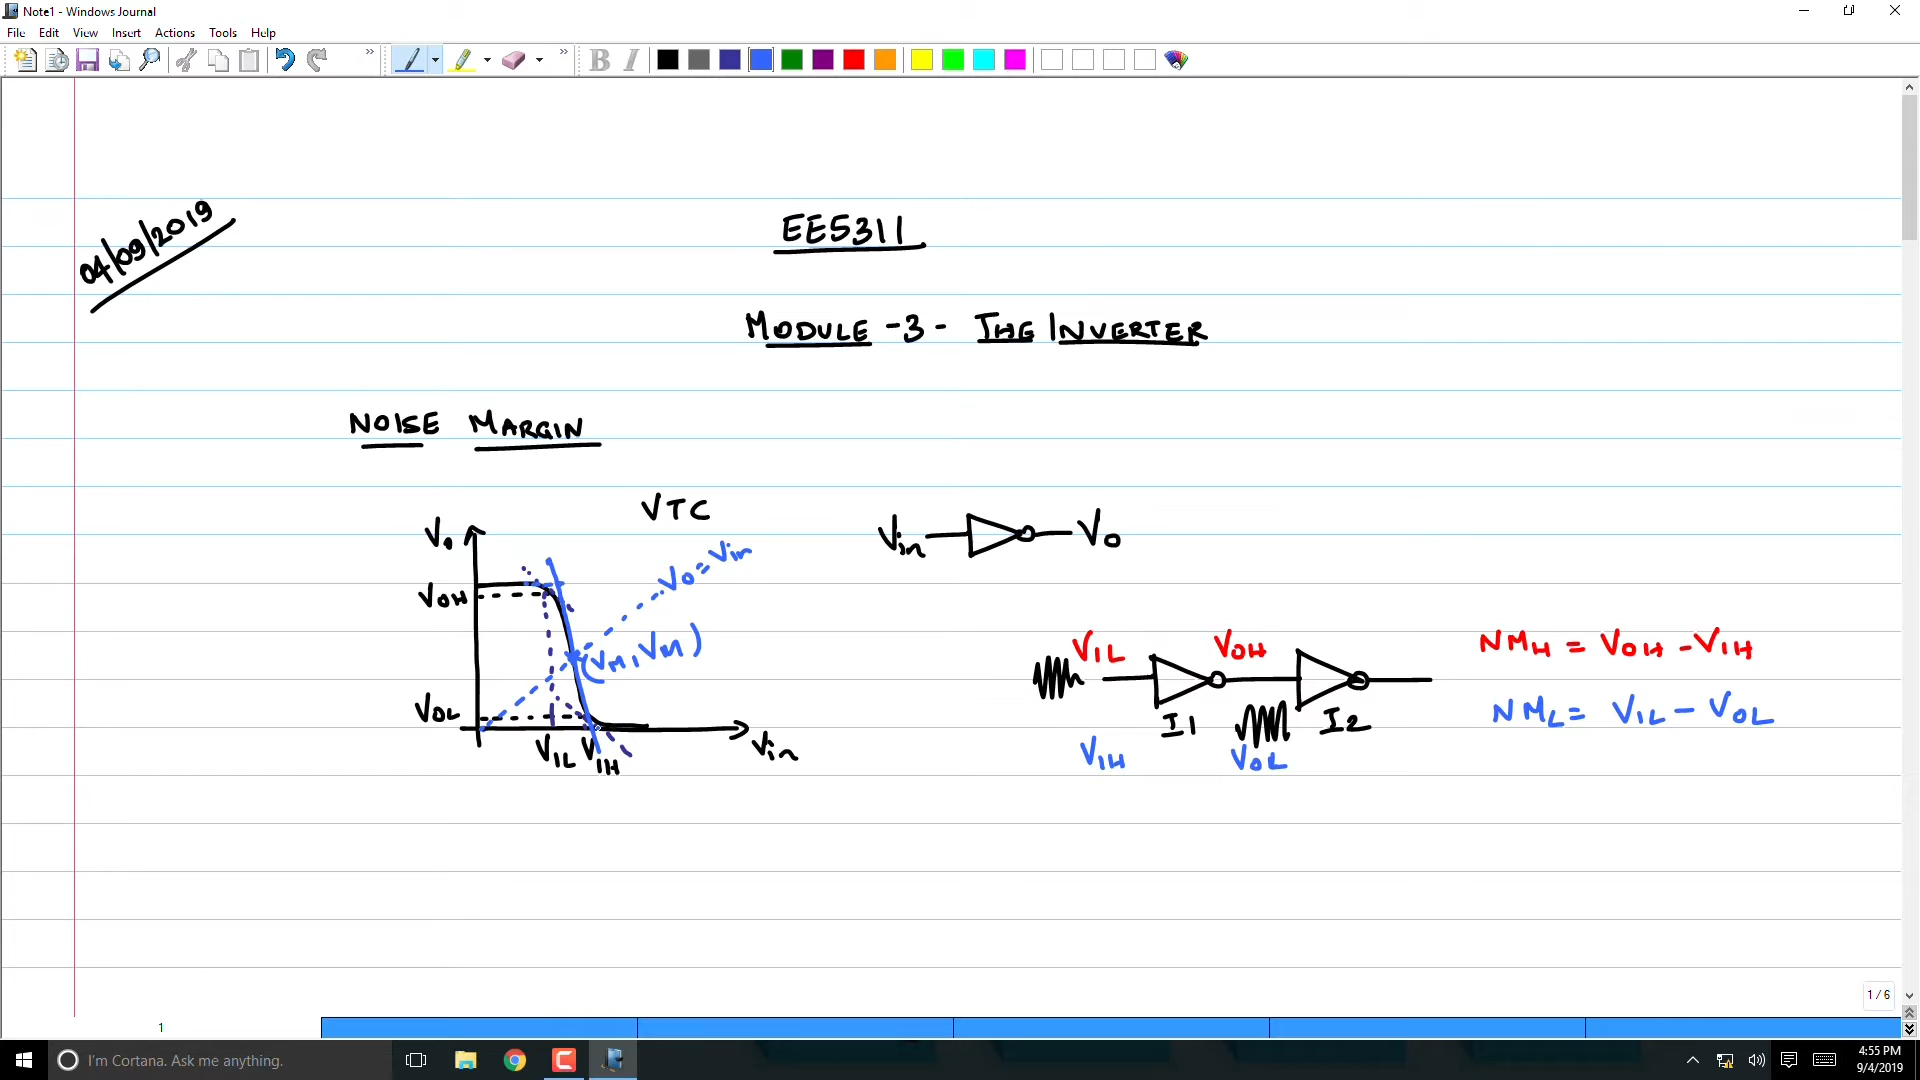 Note1 - Windows Journal
File Edit View Insert Actions Tools Help
B I
04/09/2019
EE5311
MODULE -3- THE INVERTER
NOISE MARGIN
VTC
Vo
VOH
VOL
VIL VIH
Vin
Vo = Vin
(VM, VM)
Vin Vo
VIL VOH
I1 I2
VIH VOL
NMH = VOH - VIH
NML = VIL - VOL
1 / 6
1
I'm Cortana. Ask me anything.
4:55 PM
9/4/2019